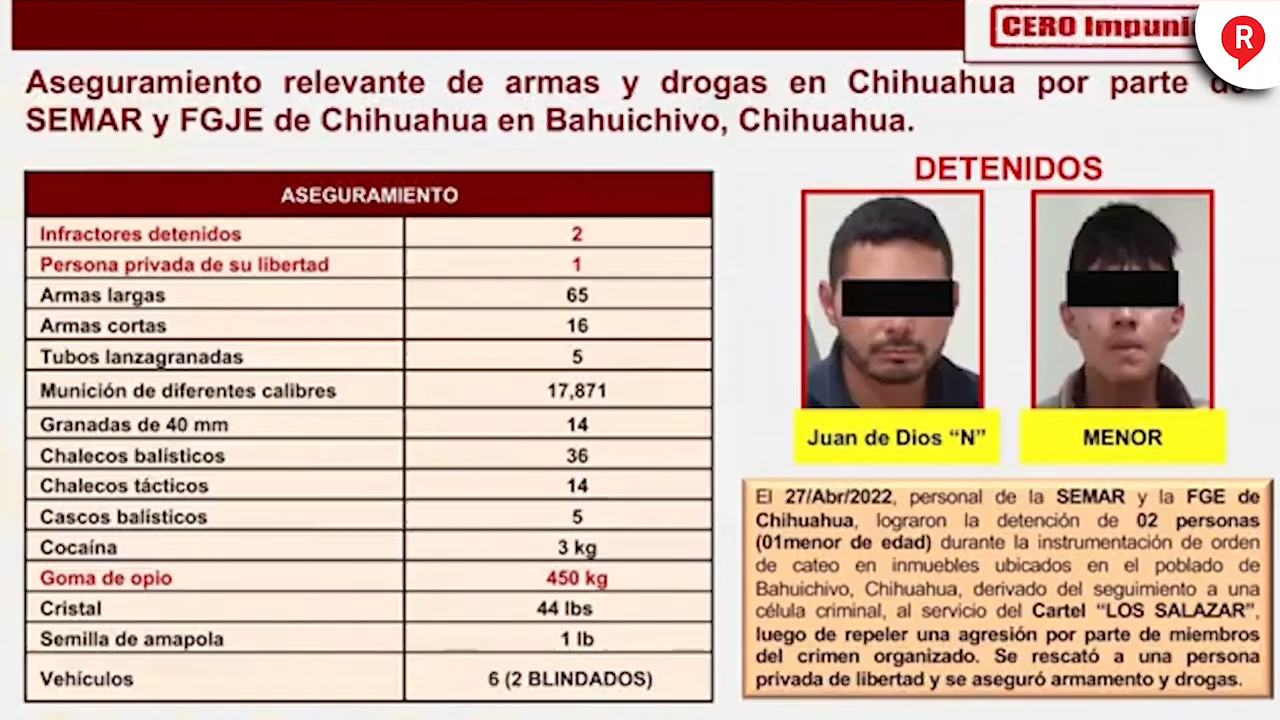 CERO Impuni
R
Aseguramiento relevante de armas y drogas en Chihuahua por parte de
SEMAR y FGJE de Chihuahua en Bahuichivo, Chihuahua.
DETENIDOS
ASEGURAMIENTO
Infractores detenidos 2
Persona privada de su libertad 1
Armas largas 65
Armas cortas 16
Tubos lanzagranadas 5
Munición de diferentes calibres 17,871
Granadas de 40 mm 14
Chalecos balísticos 36
Chalecos tácticos 14
Cascos balísticos 5
Cocaína 3 kg
Goma de opio 450 kg
Cristal 44 lbs
Semilla de amapola 1 lb
Vehículos 6 (2 BLINDADOS)
Juan de Dios “N”
MENOR
El 27/Abr/2022, personal de la SEMAR y la FGE de
Chihuahua, lograron la detención de 02 personas
(01menor de edad) durante la instrumentación de orden
de cateo en inmuebles ubicados en el poblado de
Bahuichivo, Chihuahua, derivado del seguimiento a una
célula criminal, al servicio del Cartel “LOS SALAZAR”,
luego de repeler una agresión por parte de miembros
del crimen organizado. Se rescató a una persona
privada de libertad y se aseguró armamento y drogas.